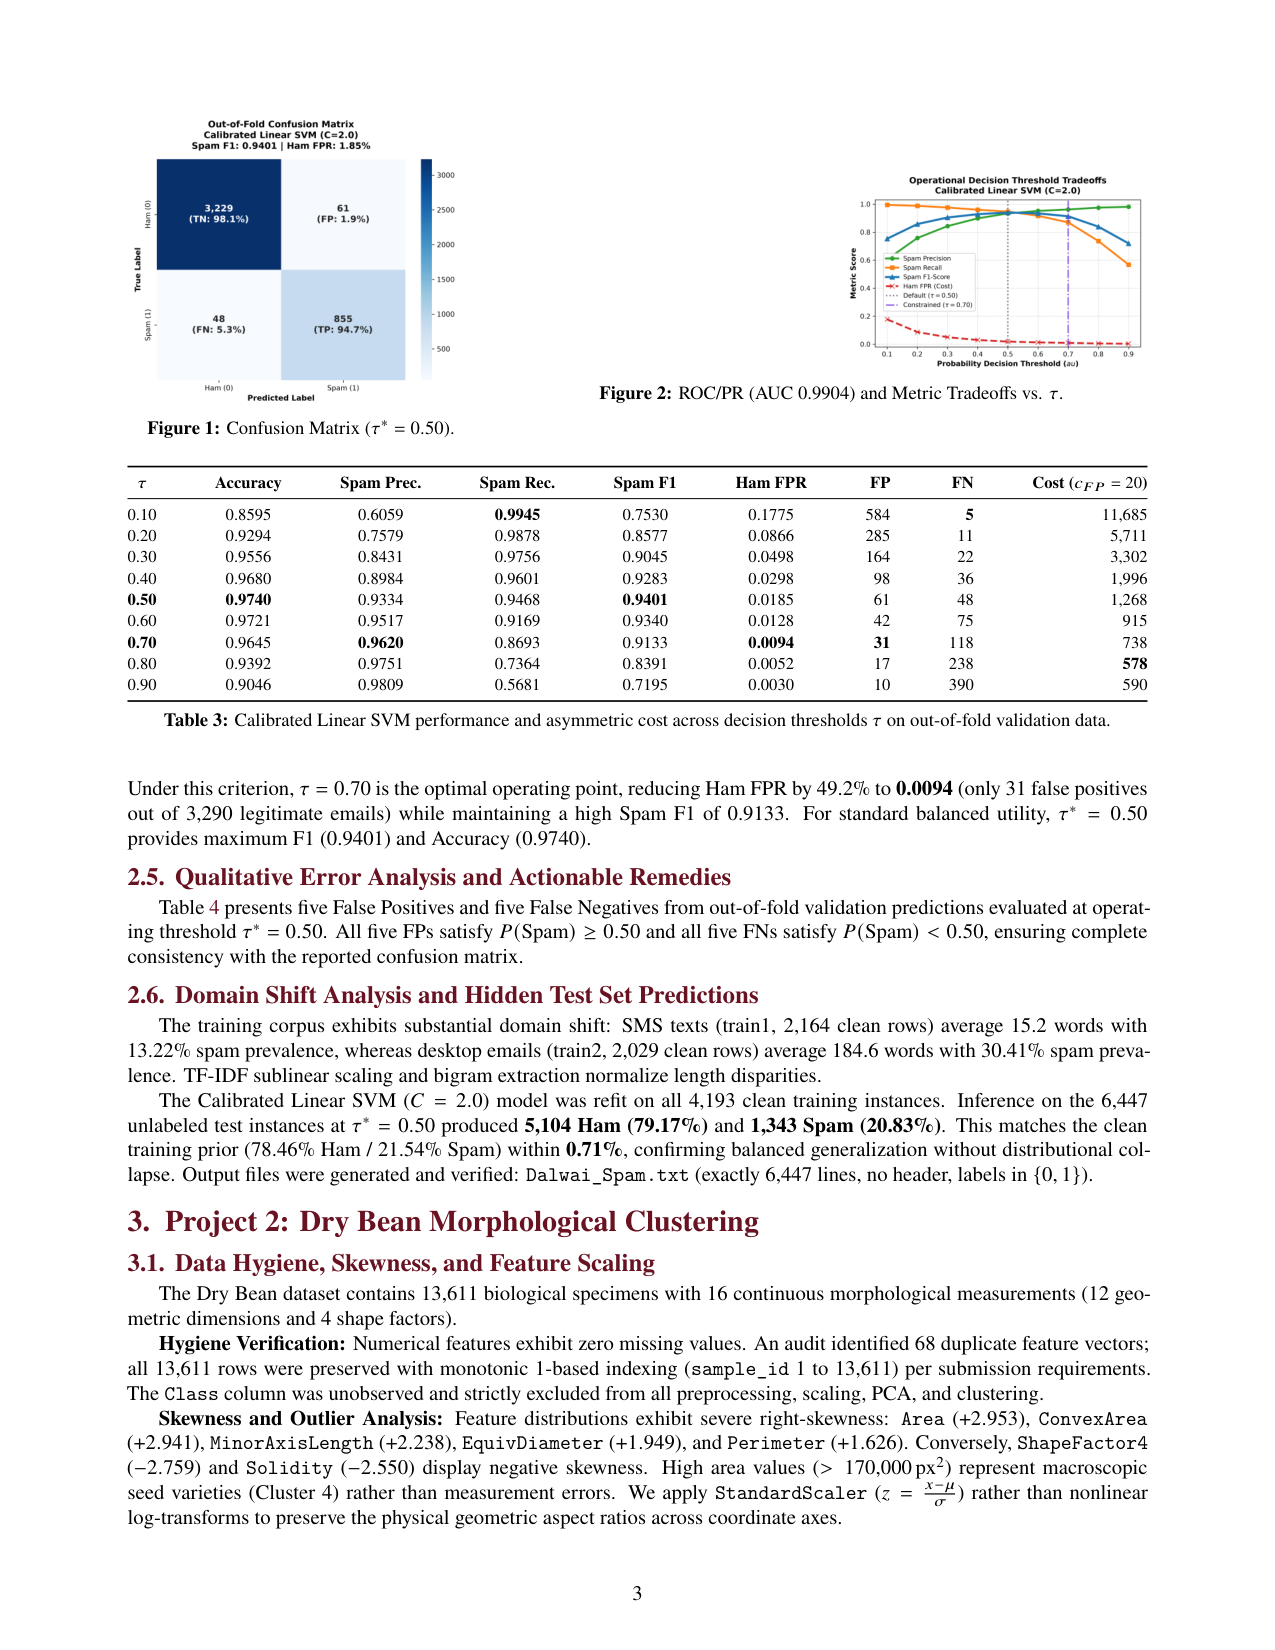 Out-of-Fold Confusion Matrix
Calibrated Linear SVM (C=2.0)
Spam F1: 0.9401 | Ham FPR: 1.85%
True Label
Ham (0)
Spam (1)
3,229
(TN: 98.1%)
61
(FP: 1.9%)
48
(FN: 5.3%)
855
(TP: 94.7%)
3000
2500
2000
1500
1000
500
Ham (0) Spam (1)
Predicted Label
Figure 1: Confusion Matrix (τ* = 0.50).
Operational Decision Threshold Tradeoffs
Calibrated Linear SVM (C=2.0)
Metric Score
1.0
0.8
0.6
0.4
0.2
0.0
Spam Precision
Spam Recall
Spam F1-Score
Ham FPR (Cost)
Default (τ = 0.50)
Constrained (τ = 0.70)
0.1 0.2 0.3 0.4 0.5 0.6 0.7 0.8 0.9
Probability Decision Threshold (au)
Figure 2: ROC/PR (AUC 0.9904) and Metric Tradeoffs vs. τ.
τ Accuracy Spam Prec. Spam Rec. Spam F1 Ham FPR FP FN Cost (c_FP = 20)
0.10 0.8595 0.6059 0.9945 0.7530 0.1775 584 5 11,685
0.20 0.9294 0.7579 0.9878 0.8577 0.0866 285 11 5,711
0.30 0.9556 0.8431 0.9756 0.9045 0.0498 164 22 3,302
0.40 0.9680 0.8984 0.9601 0.9283 0.0298 98 36 1,996
0.50 0.9740 0.9334 0.9468 0.9401 0.0185 61 48 1,268
0.60 0.9721 0.9517 0.9169 0.9340 0.0128 42 75 915
0.70 0.9645 0.9620 0.8693 0.9133 0.0094 31 118 738
0.80 0.9392 0.9751 0.7364 0.8391 0.0052 17 238 578
0.90 0.9046 0.9809 0.5681 0.7195 0.0030 10 390 590
Table 3: Calibrated Linear SVM performance and asymmetric cost across decision thresholds τ on out-of-fold validation data.
Under this criterion, τ = 0.70 is the optimal operating point, reducing Ham FPR by 49.2% to 0.0094 (only 31 false positives
out of 3,290 legitimate emails) while maintaining a high Spam F1 of 0.9133. For standard balanced utility, τ* = 0.50
provides maximum F1 (0.9401) and Accuracy (0.9740).
2.5. Qualitative Error Analysis and Actionable Remedies
Table 4 presents five False Positives and five False Negatives from out-of-fold validation predictions evaluated at operat-
ing threshold τ* = 0.50. All five FPs satisfy P(Spam) ≥ 0.50 and all five FNs satisfy P(Spam) < 0.50, ensuring complete
consistency with the reported confusion matrix.
2.6. Domain Shift Analysis and Hidden Test Set Predictions
The training corpus exhibits substantial domain shift: SMS texts (train1, 2,164 clean rows) average 15.2 words with
13.22% spam prevalence, whereas desktop emails (train2, 2,029 clean rows) average 184.6 words with 30.41% spam preva-
lence. TF-IDF sublinear scaling and bigram extraction normalize length disparities.
The Calibrated Linear SVM (C = 2.0) model was refit on all 4,193 clean training instances. Inference on the 6,447
unlabeled test instances at τ* = 0.50 produced 5,104 Ham (79.17%) and 1,343 Spam (20.83%). This matches the clean
training prior (78.46% Ham / 21.54% Spam) within 0.71%, confirming balanced generalization without distributional col-
lapse. Output files were generated and verified: Dalwai_Spam.txt (exactly 6,447 lines, no header, labels in {0, 1}).
3. Project 2: Dry Bean Morphological Clustering
3.1. Data Hygiene, Skewness, and Feature Scaling
The Dry Bean dataset contains 13,611 biological specimens with 16 continuous morphological measurements (12 geo-
metric dimensions and 4 shape factors).
Hygiene Verification: Numerical features exhibit zero missing values. An audit identified 68 duplicate feature vectors;
all 13,611 rows were preserved with monotonic 1-based indexing (sample_id 1 to 13,611) per submission requirements.
The Class column was unobserved and strictly excluded from all preprocessing, scaling, PCA, and clustering.
Skewness and Outlier Analysis: Feature distributions exhibit severe right-skewness: Area (+2.953), ConvexArea
(+2.941), MinorAxisLength (+2.238), EquivDiameter (+1.949), and Perimeter (+1.626). Conversely, ShapeFactor4
(−2.759) and Solidity (−2.550) display negative skewness. High area values (> 170,000 px²) represent macroscopic
seed varieties (Cluster 4) rather than measurement errors. We apply StandardScaler (z = x−μ/σ) rather than nonlinear
log-transforms to preserve the physical geometric aspect ratios across coordinate axes.
3